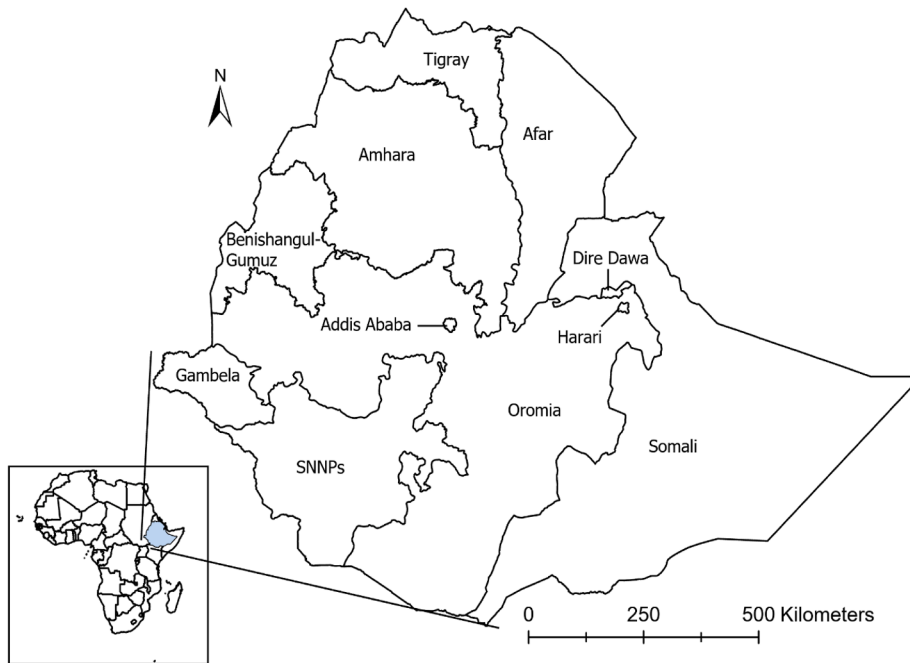 Tigray
N
Afar
Amhara
Benishangul-
Gumuz
Dire Dawa
Addis Ababa
Harari
Gambela
Oromia
Somali
SNNPs
0 250 500 Kilometers